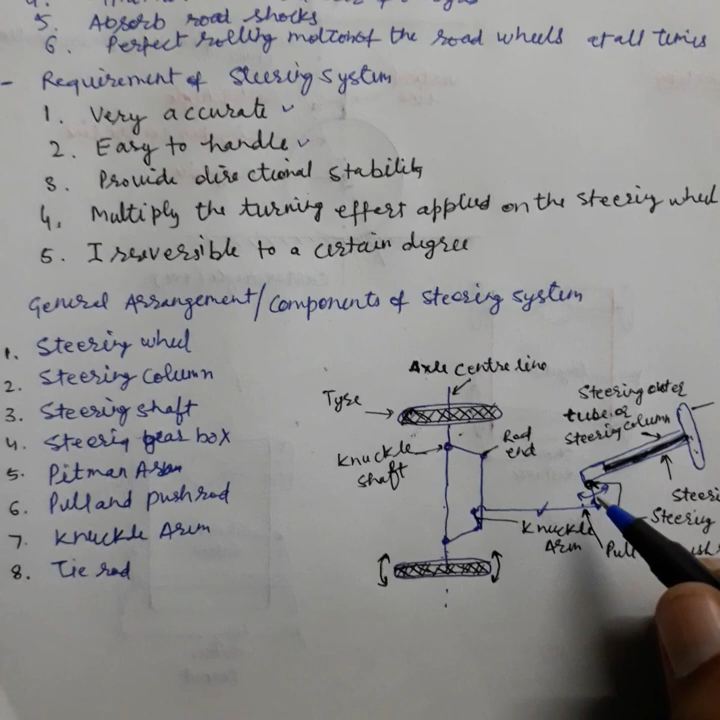 5. Absorb road shocks
6. Perfect rolling motion of the road wheels at all times
- Requirement of Steering System
1. Very accurate
2. Easy to handle
3. Provide directional stability
4. Multiply the turning effort applied on the steering wheel
5. Irreversible to a certain degree
General Arrangement/Components of steering system
1. Steering wheel
2. Steering column
3. Steering shaft
4. Steering gear box
5. Pitman Arm
6. Pull and push rod
7. Knuckle Arm
8. Tie rod
Axle centre line
Tyre
Knuckle shaft
Rod end
Steering outer
tube or
steering column
Knuckle
Arm
Steering
Pull